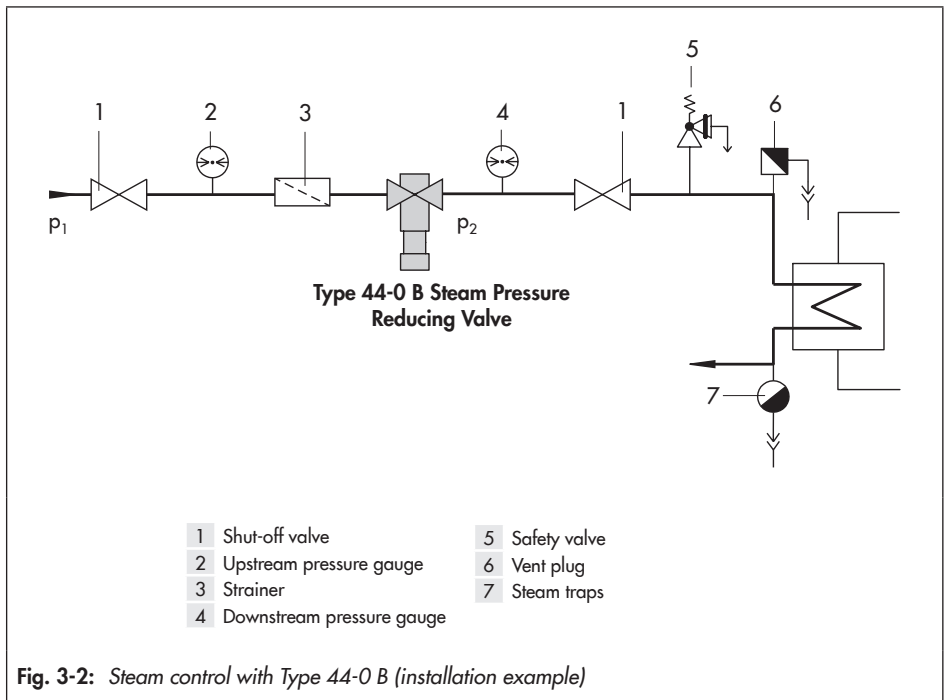 5
1
2
3
4
1
6
p1
p2
Type 44-0 B Steam Pressure
Reducing Valve
7
1 Shut-off valve
2 Upstream pressure gauge
3 Strainer
4 Downstream pressure gauge
5 Safety valve
6 Vent plug
7 Steam traps
Fig. 3-2: Steam control with Type 44-0 B (installation example)